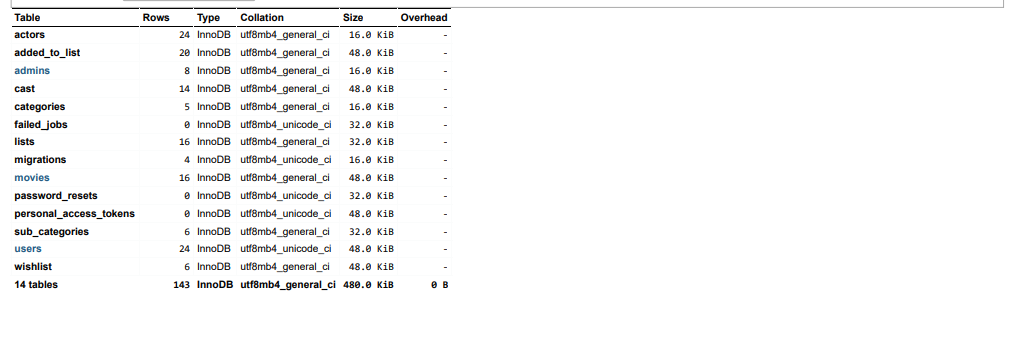 Table Rows Type Collation Size Overhead
actors 24 InnoDB utf8mb4_general_ci 16.0 KiB -
added_to_list 20 InnoDB utf8mb4_general_ci 48.0 KiB -
admins 8 InnoDB utf8mb4_general_ci 16.0 KiB -
cast 14 InnoDB utf8mb4_general_ci 48.0 KiB -
categories 5 InnoDB utf8mb4_general_ci 16.0 KiB -
failed_jobs 0 InnoDB utf8mb4_unicode_ci 32.0 KiB -
lists 16 InnoDB utf8mb4_general_ci 32.0 KiB -
migrations 4 InnoDB utf8mb4_unicode_ci 16.0 KiB -
movies 16 InnoDB utf8mb4_general_ci 48.0 KiB -
password_resets 0 InnoDB utf8mb4_unicode_ci 32.0 KiB -
personal_access_tokens 0 InnoDB utf8mb4_unicode_ci 48.0 KiB -
sub_categories 6 InnoDB utf8mb4_general_ci 32.0 KiB -
users 24 InnoDB utf8mb4_unicode_ci 48.0 KiB -
wishlist 6 InnoDB utf8mb4_general_ci 48.0 KiB -
14 tables 143 InnoDB utf8mb4_general_ci 480.0 KiB 0 B